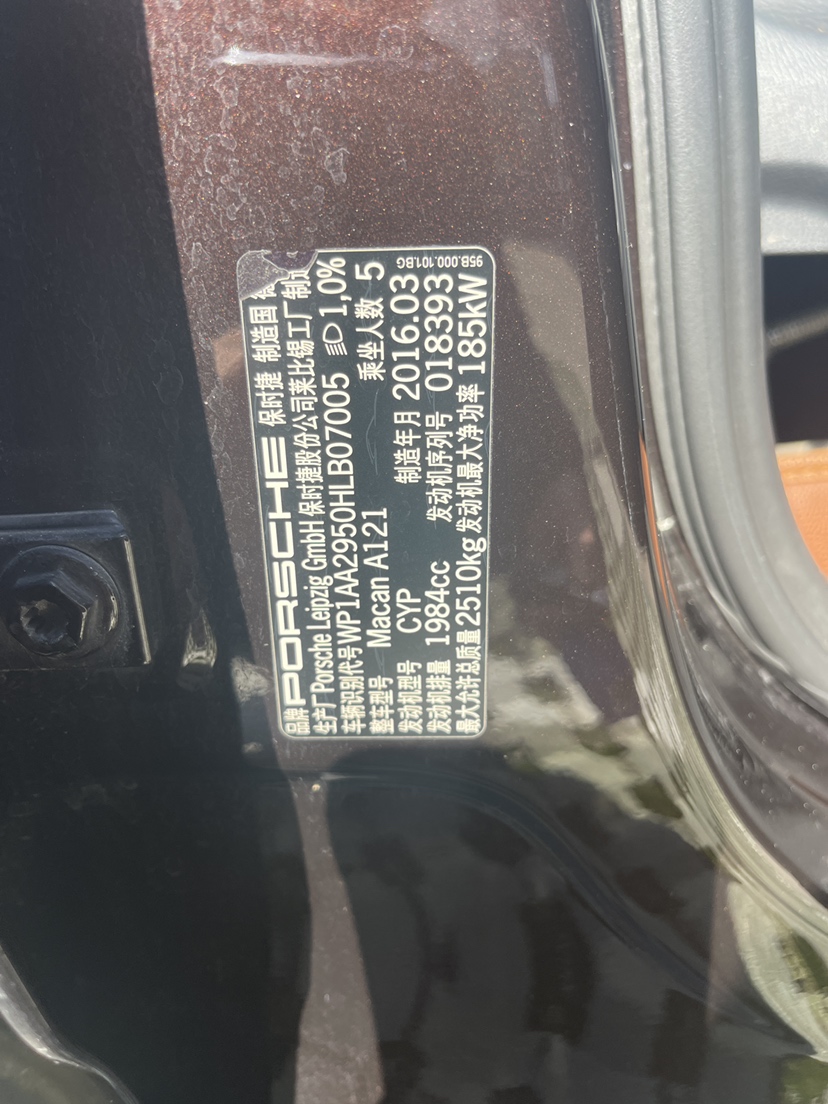 品牌 PORSCHE 保时捷 制造国
生产厂 Porsche Leipzig GmbH 保时捷股份公司莱比锡工厂制造
车辆识别代号 WP1AA2950HLB07005 1,0%
整车型号 Macan A121 乘坐人数 5
发动机型号 CYP 制造年月 2016.03
发动机排量 1984cc 发动机序列号 018393
最大允许总质量 2510kg 发动机最大净功率 185kW
95B.000.101.BG